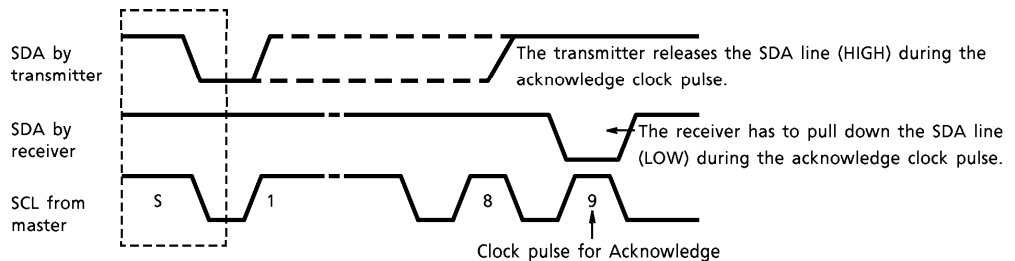 SDA by
transmitter
The transmitter releases the SDA line (HIGH) during the
acknowledge clock pulse.
SDA by
receiver
The receiver has to pull down the SDA line
(LOW) during the acknowledge clock pulse.
SCL from
master
S 1 8 9
Clock pulse for Acknowledge